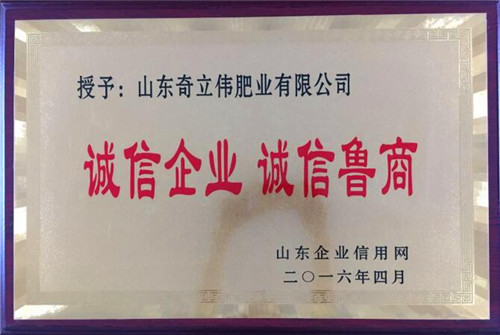 授予：山东奇立伟肥业有限公司
诚信企业 诚信鲁商
山东企业信用网
二〇一六年四月